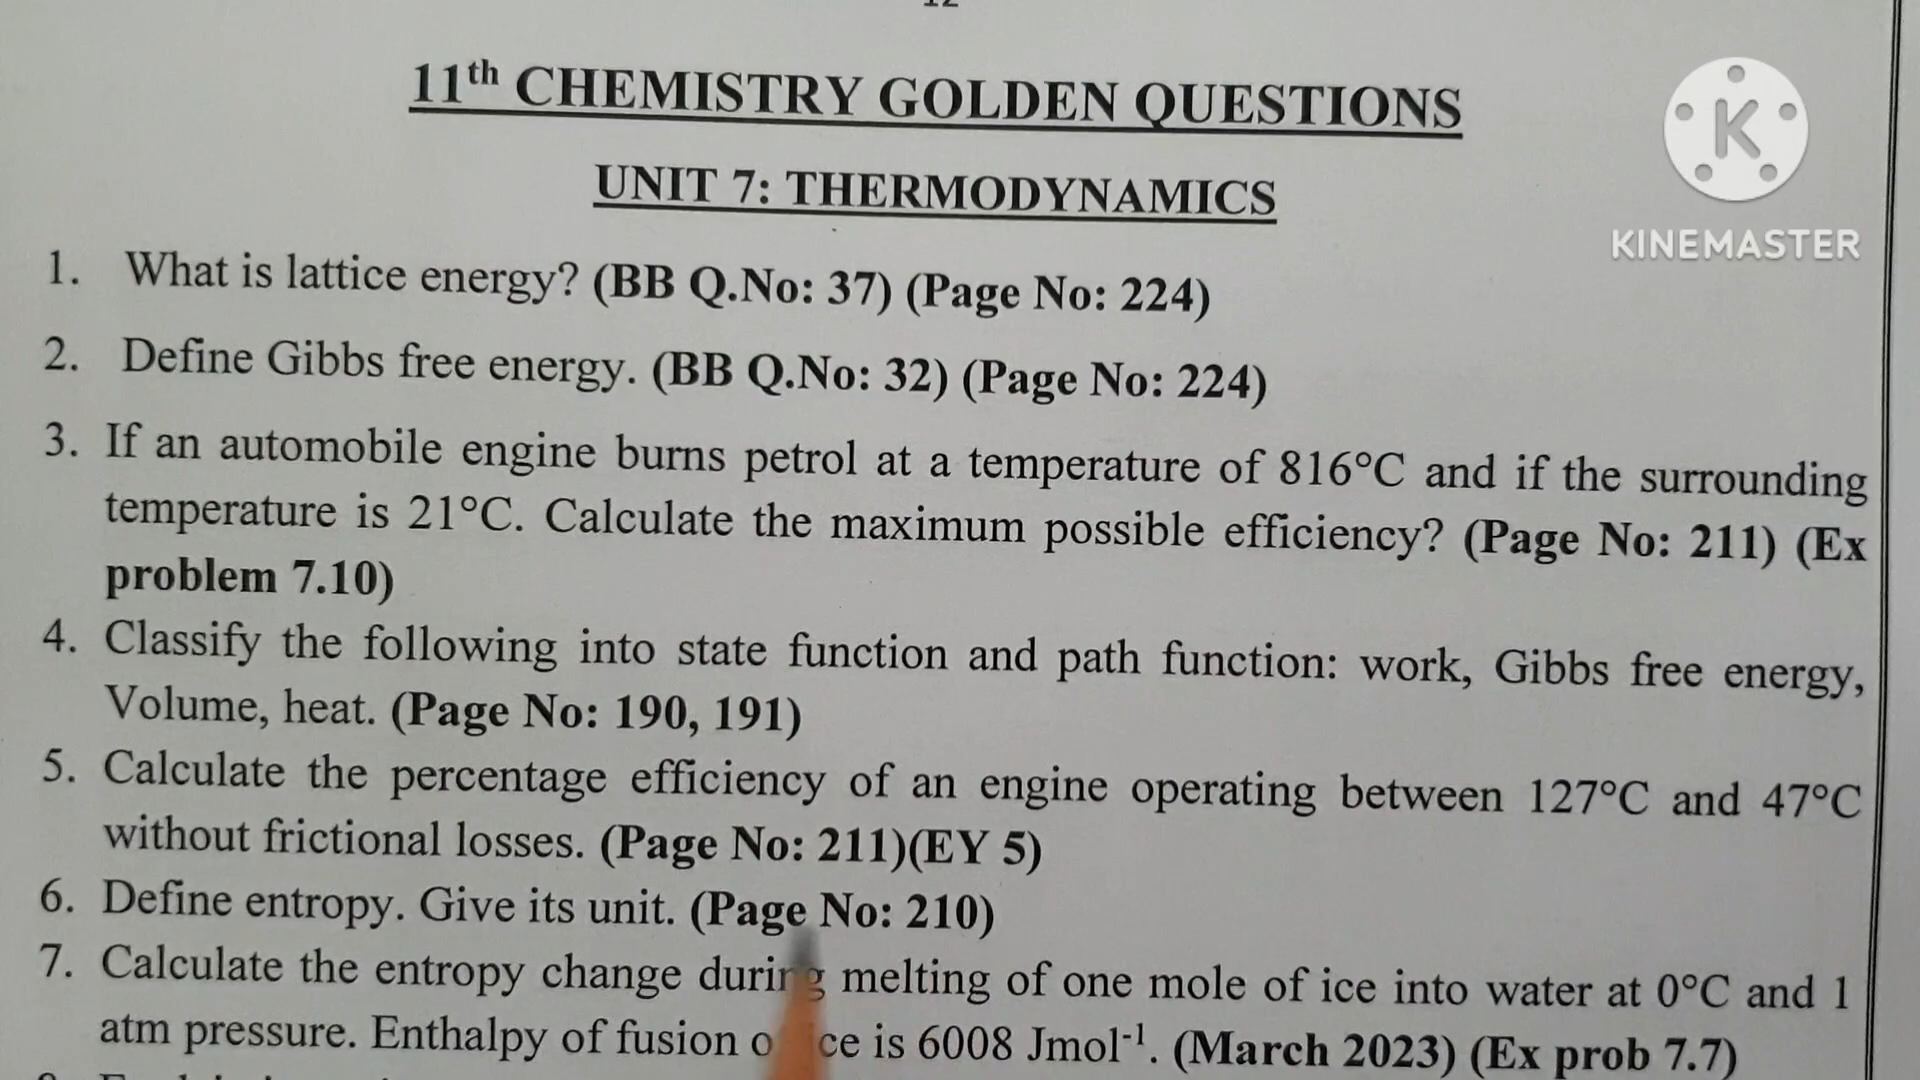 12
11th CHEMISTRY GOLDEN QUESTIONS
K
KINEMASTER
UNIT 7: THERMODYNAMICS
1. What is lattice energy? (BB Q.No: 37) (Page No: 224)
2. Define Gibbs free energy. (BB Q.No: 32) (Page No: 224)
3. If an automobile engine burns petrol at a temperature of 816°C and if the surrounding
temperature is 21°C. Calculate the maximum possible efficiency? (Page No: 211) (Ex
problem 7.10)
4. Classify the following into state function and path function: work, Gibbs free energy,
Volume, heat. (Page No: 190, 191)
5. Calculate the percentage efficiency of an engine operating between 127°C and 47°C
without frictional losses. (Page No: 211)(EY 5)
6. Define entropy. Give its unit. (Page No: 210)
7. Calculate the entropy change during melting of one mole of ice into water at 0°C and 1
atm pressure. Enthalpy of fusion is 6008 Jmol⁻¹. (March 2023) (Ex prob 7.7)